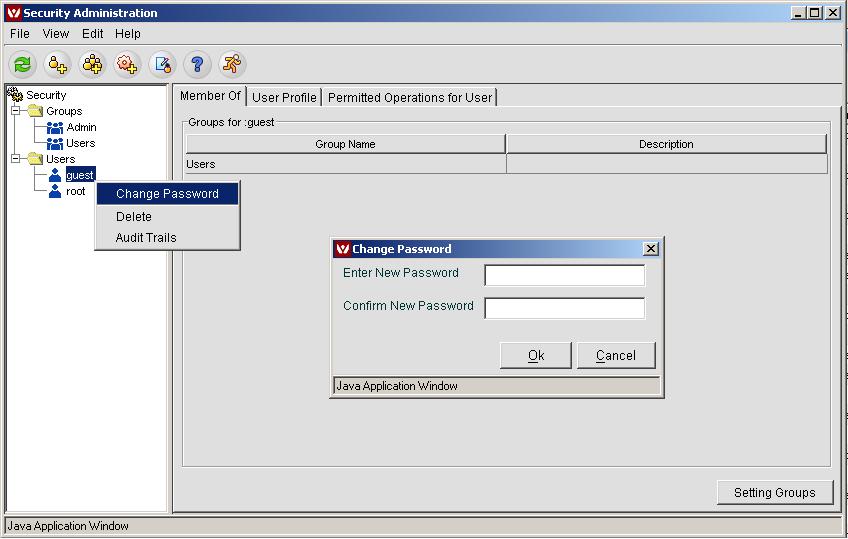 Security Administration
File View Edit Help
Security
Groups
Admin
Users
Users
guest
root
Change Password
Delete
Audit Trails
Member Of User Profile Permitted Operations for User
Groups for :guest
Group Name Description
Users
Change Password
Enter New Password
Confirm New Password
Ok Cancel
Java Application Window
Setting Groups
Java Application Window